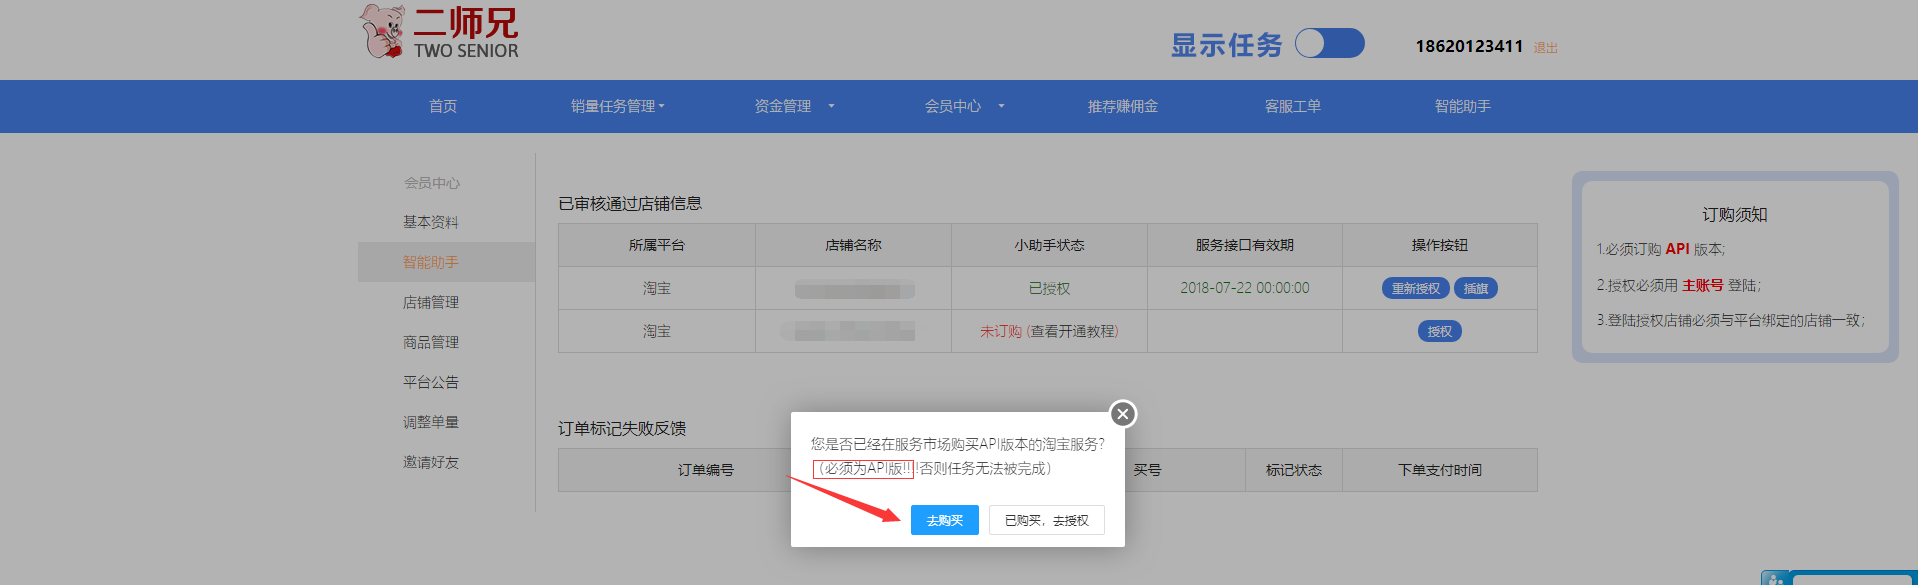 二师兄
TWO SENIOR
显示任务
18620123411 退出
首页 销量任务管理 资金管理 会员中心 推荐赚佣金 客服工单 智能助手
会员中心
基本资料
智能助手
店铺管理
商品管理
平台公告
调整单量
邀请好友
已审核通过店铺信息
所属平台 店铺名称 小助手状态 服务接口有效期 操作按钮
淘宝 已授权 2018-07-22 00:00:00 重新授权 插旗
淘宝 未订购 (查看开通教程) 授权
订单标记失败反馈
订单编号 买号 标记状态 下单支付时间
您是否已经在服务市场购买API版本的淘宝服务?
（必须为API版!!!!否则任务无法被完成）
去购买 已购买，去授权
订购须知
1.必须订购 API 版本;
2.授权必须用 主账号 登陆;
3.登陆授权店铺必须与平台绑定的店铺一致;